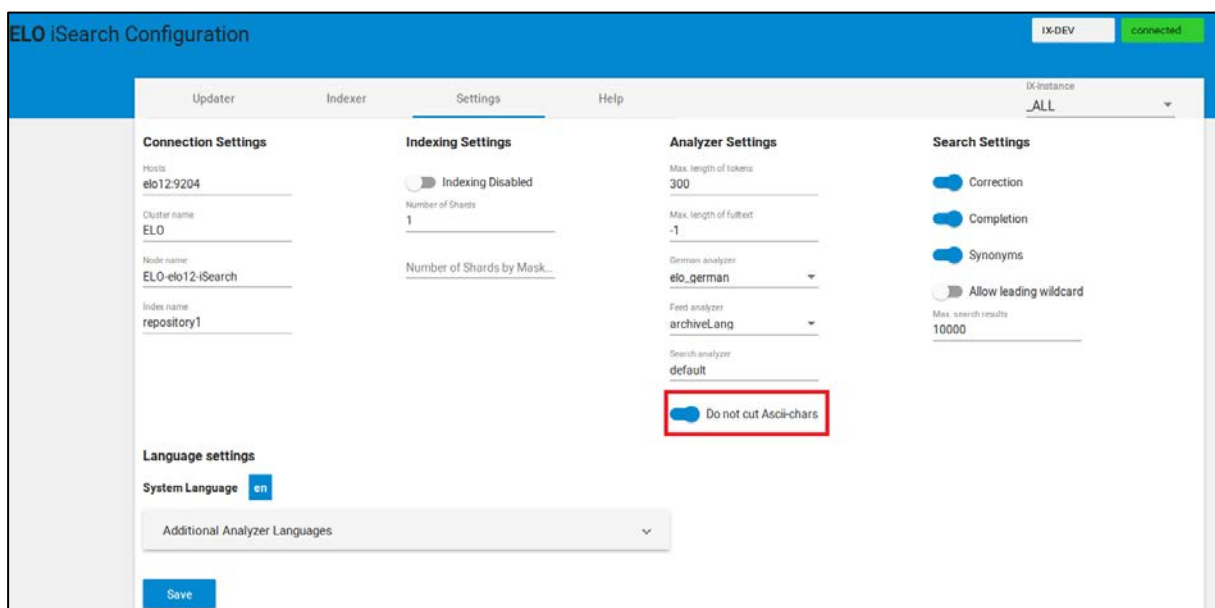 ELO iSearch Configuration
IX-DEV
connected
Updater
Indexer
Settings
Help
IX-Instance
_ALL
Connection Settings
Hosts
elo12:9204
Cluster name
ELO
Node name
ELO-elo12-iSearch
Index name
repository1
Indexing Settings
Indexing Disabled
Number of Shards
1
Number of Shards by Mask...
Analyzer Settings
Max. length of tokens
300
Max. length of fulltext
-1
German analyzer
elo_german
Feed analyzer
archiveLang
Search analyzer
default
Do not cut Ascii-chars
Search Settings
Correction
Completion
Synonyms
Allow leading wildcard
Max. search results
10000
Language settings
System Language en
Additional Analyzer Languages
Save